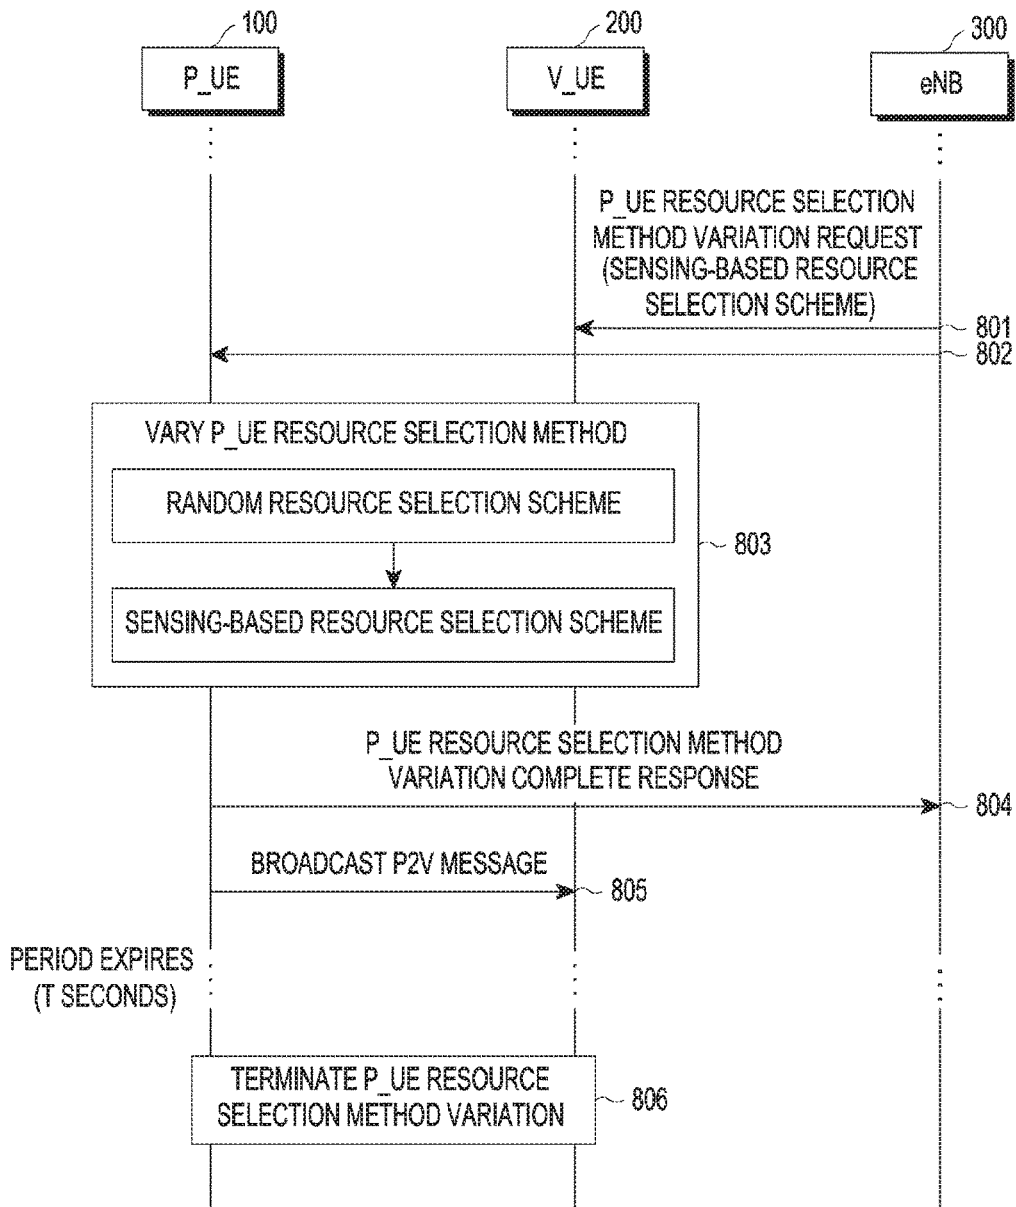 100
200
300
P_UE
V_UE
eNB
P_UE RESOURCE SELECTION
METHOD VARIATION REQUEST
(SENSING-BASED RESOURCE
SELECTION SCHEME)
801
802
VARY P_UE RESOURCE SELECTION METHOD
RANDOM RESOURCE SELECTION SCHEME
803
SENSING-BASED RESOURCE SELECTION SCHEME
P_UE RESOURCE SELECTION METHOD
VARIATION COMPLETE RESPONSE
804
BROADCAST P2V MESSAGE
805
PERIOD EXPIRES
(T SECONDS)
TERMINATE P_UE RESOURCE
SELECTION METHOD VARIATION
806